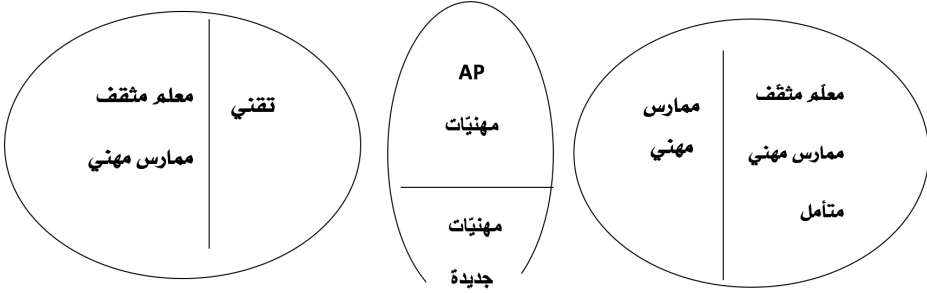 معلّم مثقّف
ممارس مهني
متأمل
ممارس
مهني
AP
مهنيّات
مهنيّات
جديدة
تقني
معلم مثقف
ممارس مهني